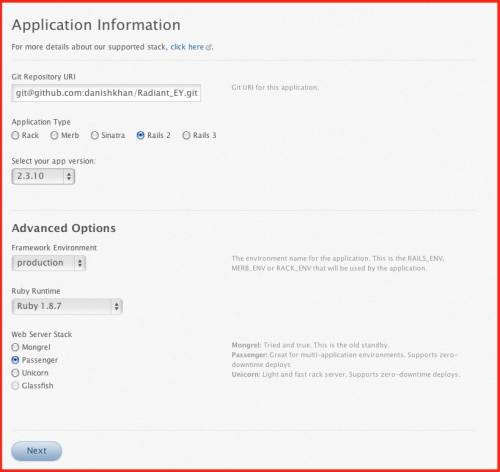 Application Information
For more details about our supported stack, click here.
Git Repository URI
git@github.com:danishkhan/Radiant_EY.git
Git URI for this application.
Application Type
Rack Merb Sinatra Rails 2 Rails 3
Select your app version:
2.3.10
Advanced Options
Framework Environment
production
The environment name for the application. This is the RAILS_ENV,
MERB_ENV or RACK_ENV that will be used by the application.
Ruby Runtime
Ruby 1.8.7
Web Server Stack
Mongrel
Passenger
Unicorn
Glassfish
Mongrel: Tried and true. This is the old standby.
Passenger: Great for multi-application environments. Supports zero-
downtime deploys
Unicorn: Light and fast rack server. Supports zero-downtime deploys.
Next